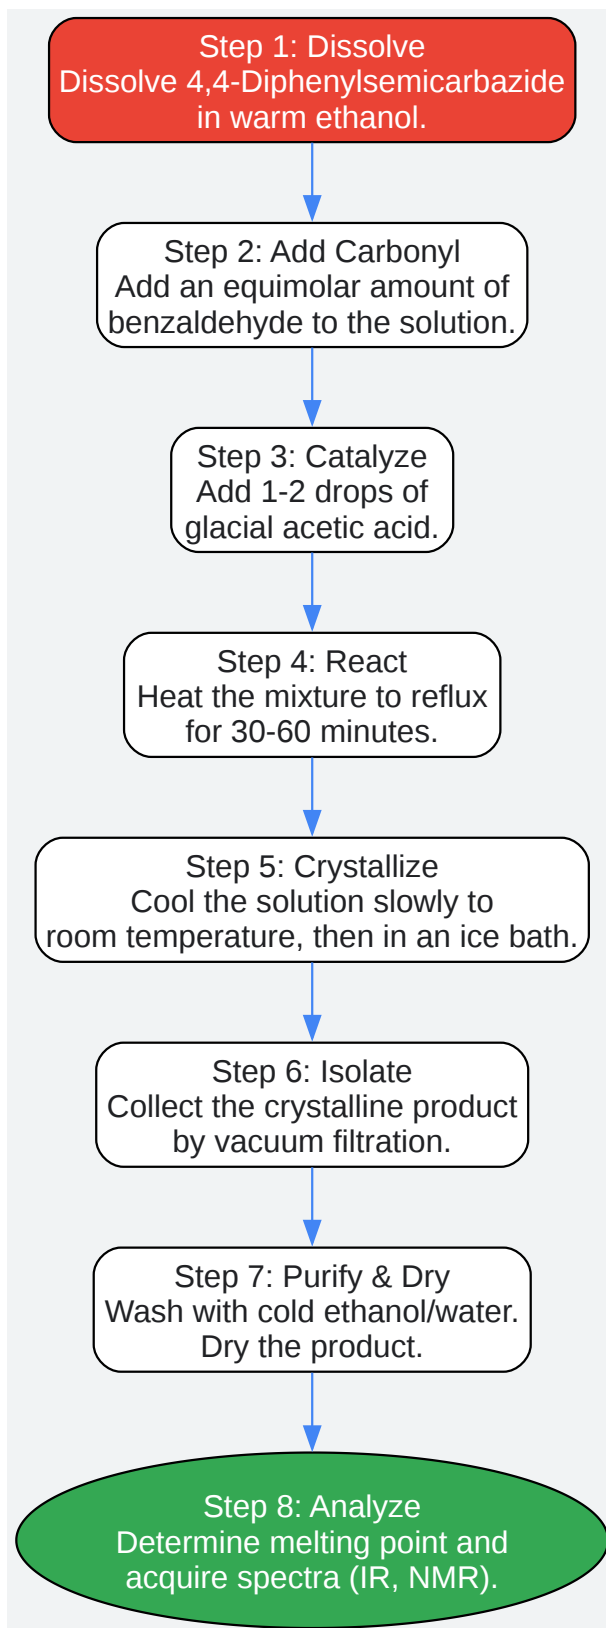 Step 1: Dissolve
Dissolve 4,4-Diphenylsemicarbazide
in warm ethanol.
Step 2: Add Carbonyl
Add an equimolar amount of
benzaldehyde to the solution.
Step 3: Catalyze
Add 1-2 drops of
glacial acetic acid.
Step 4: React
Heat the mixture to reflux
for 30-60 minutes.
Step 5: Crystallize
Cool the solution slowly to
room temperature, then in an ice bath.
Step 6: Isolate
Collect the crystalline product
by vacuum filtration.
Step 7: Purify & Dry
Wash with cold ethanol/water.
Dry the product.
Step 8: Analyze
Determine melting point and
acquire spectra (IR, NMR).